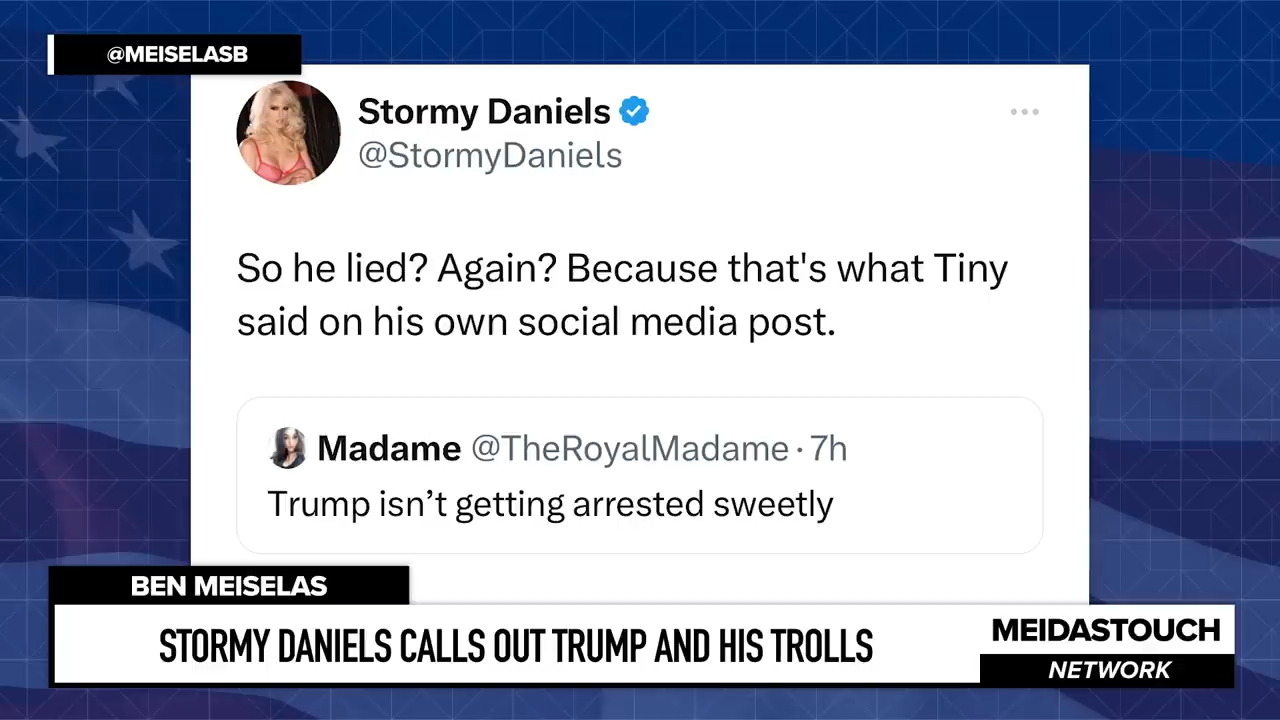 @MEISELASB
Stormy Daniels
@StormyDaniels
So he lied? Again? Because that's what Tiny
said on his own social media post.
Madame @TheRoyalMadame · 7h
Trump isn’t getting arrested sweetly
BEN MEISELAS
STORMY DANIELS CALLS OUT TRUMP AND HIS TROLLS
MEIDASTOUCH
NETWORK